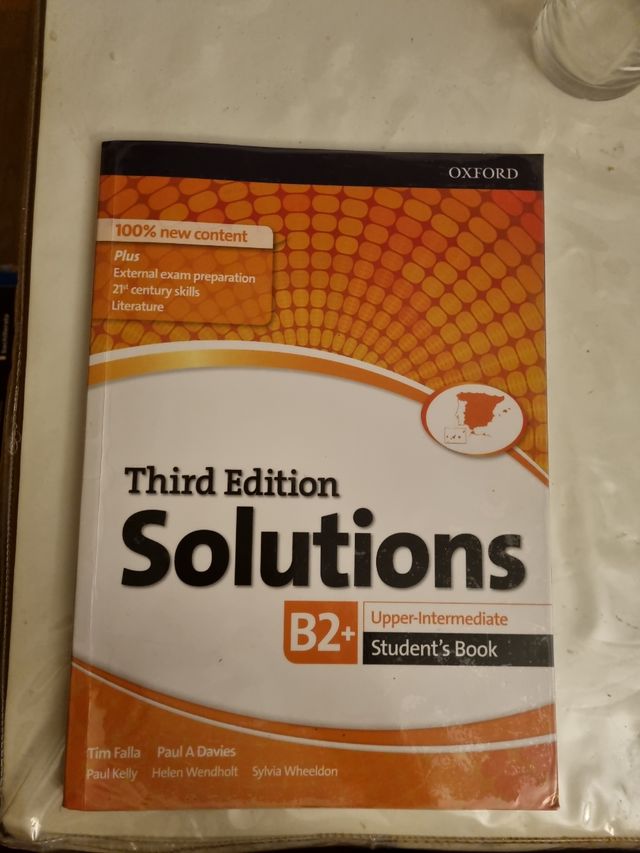 OXFORD
100% new content
Plus
External exam preparation
21st century skills
Literature
Third Edition
Solutions
B2+
Upper-Intermediate
Student's Book
Tim Falla Paul A Davies
Paul Kelly Helen Wendholt Sylvia Wheeldon